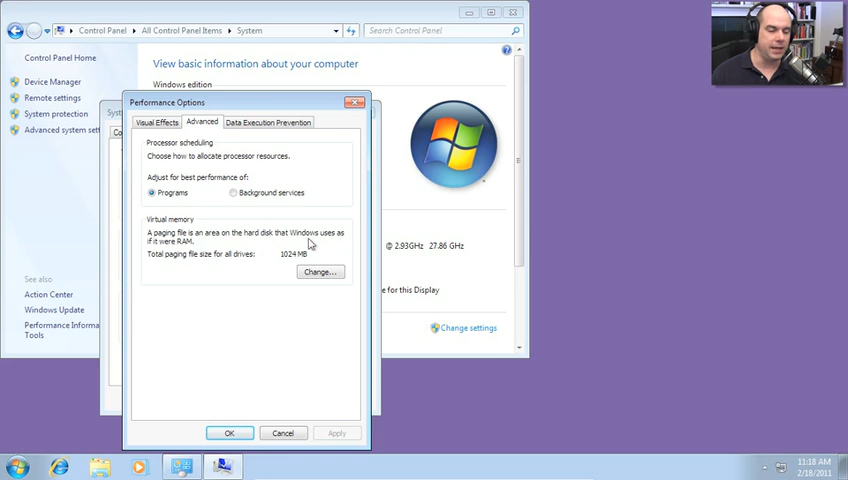 Control Panel
All Control Panel Items
System
Search Control Panel
Control Panel Home
Device Manager
Remote settings
System protection
Advanced system sett
View basic information about your computer
Windows edition
Performance Options
Visual Effects
Advanced
Data Execution Prevention
Processor scheduling
Choose how to allocate processor resources.
Adjust for best performance of:
Programs
Background services
Virtual memory
A paging file is an area on the hard disk that Windows uses as
if it were RAM.
Total paging file size for all drives:
1024 MB
Change...
@ 2.93GHz 27.86 GHz
e for this Display
Change settings
See also
Action Center
Windows Update
Performance Informa
Tools
OK
Cancel
Apply
11:18 AM
2/18/2011